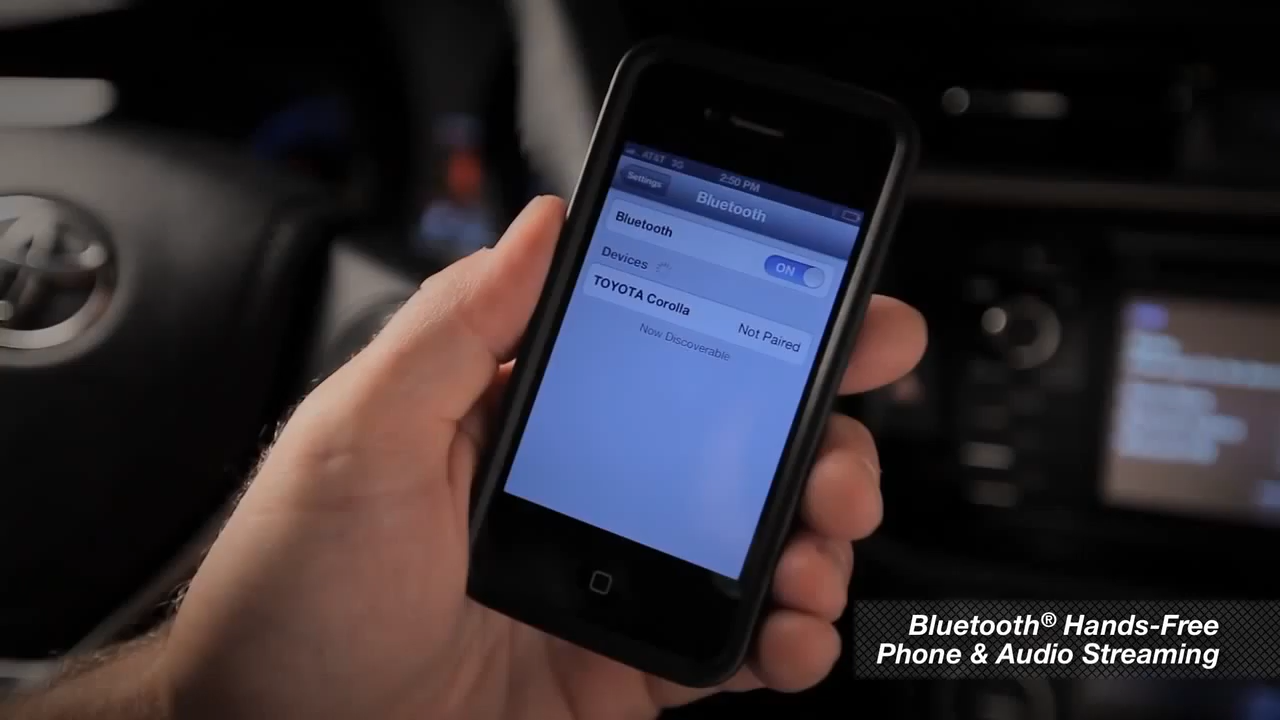 AT&T 3G
2:50 PM
Settings
Bluetooth
Bluetooth
ON
Devices
TOYOTA Corolla
Not Paired
Now Discoverable
Bluetooth® Hands-Free
Phone & Audio Streaming